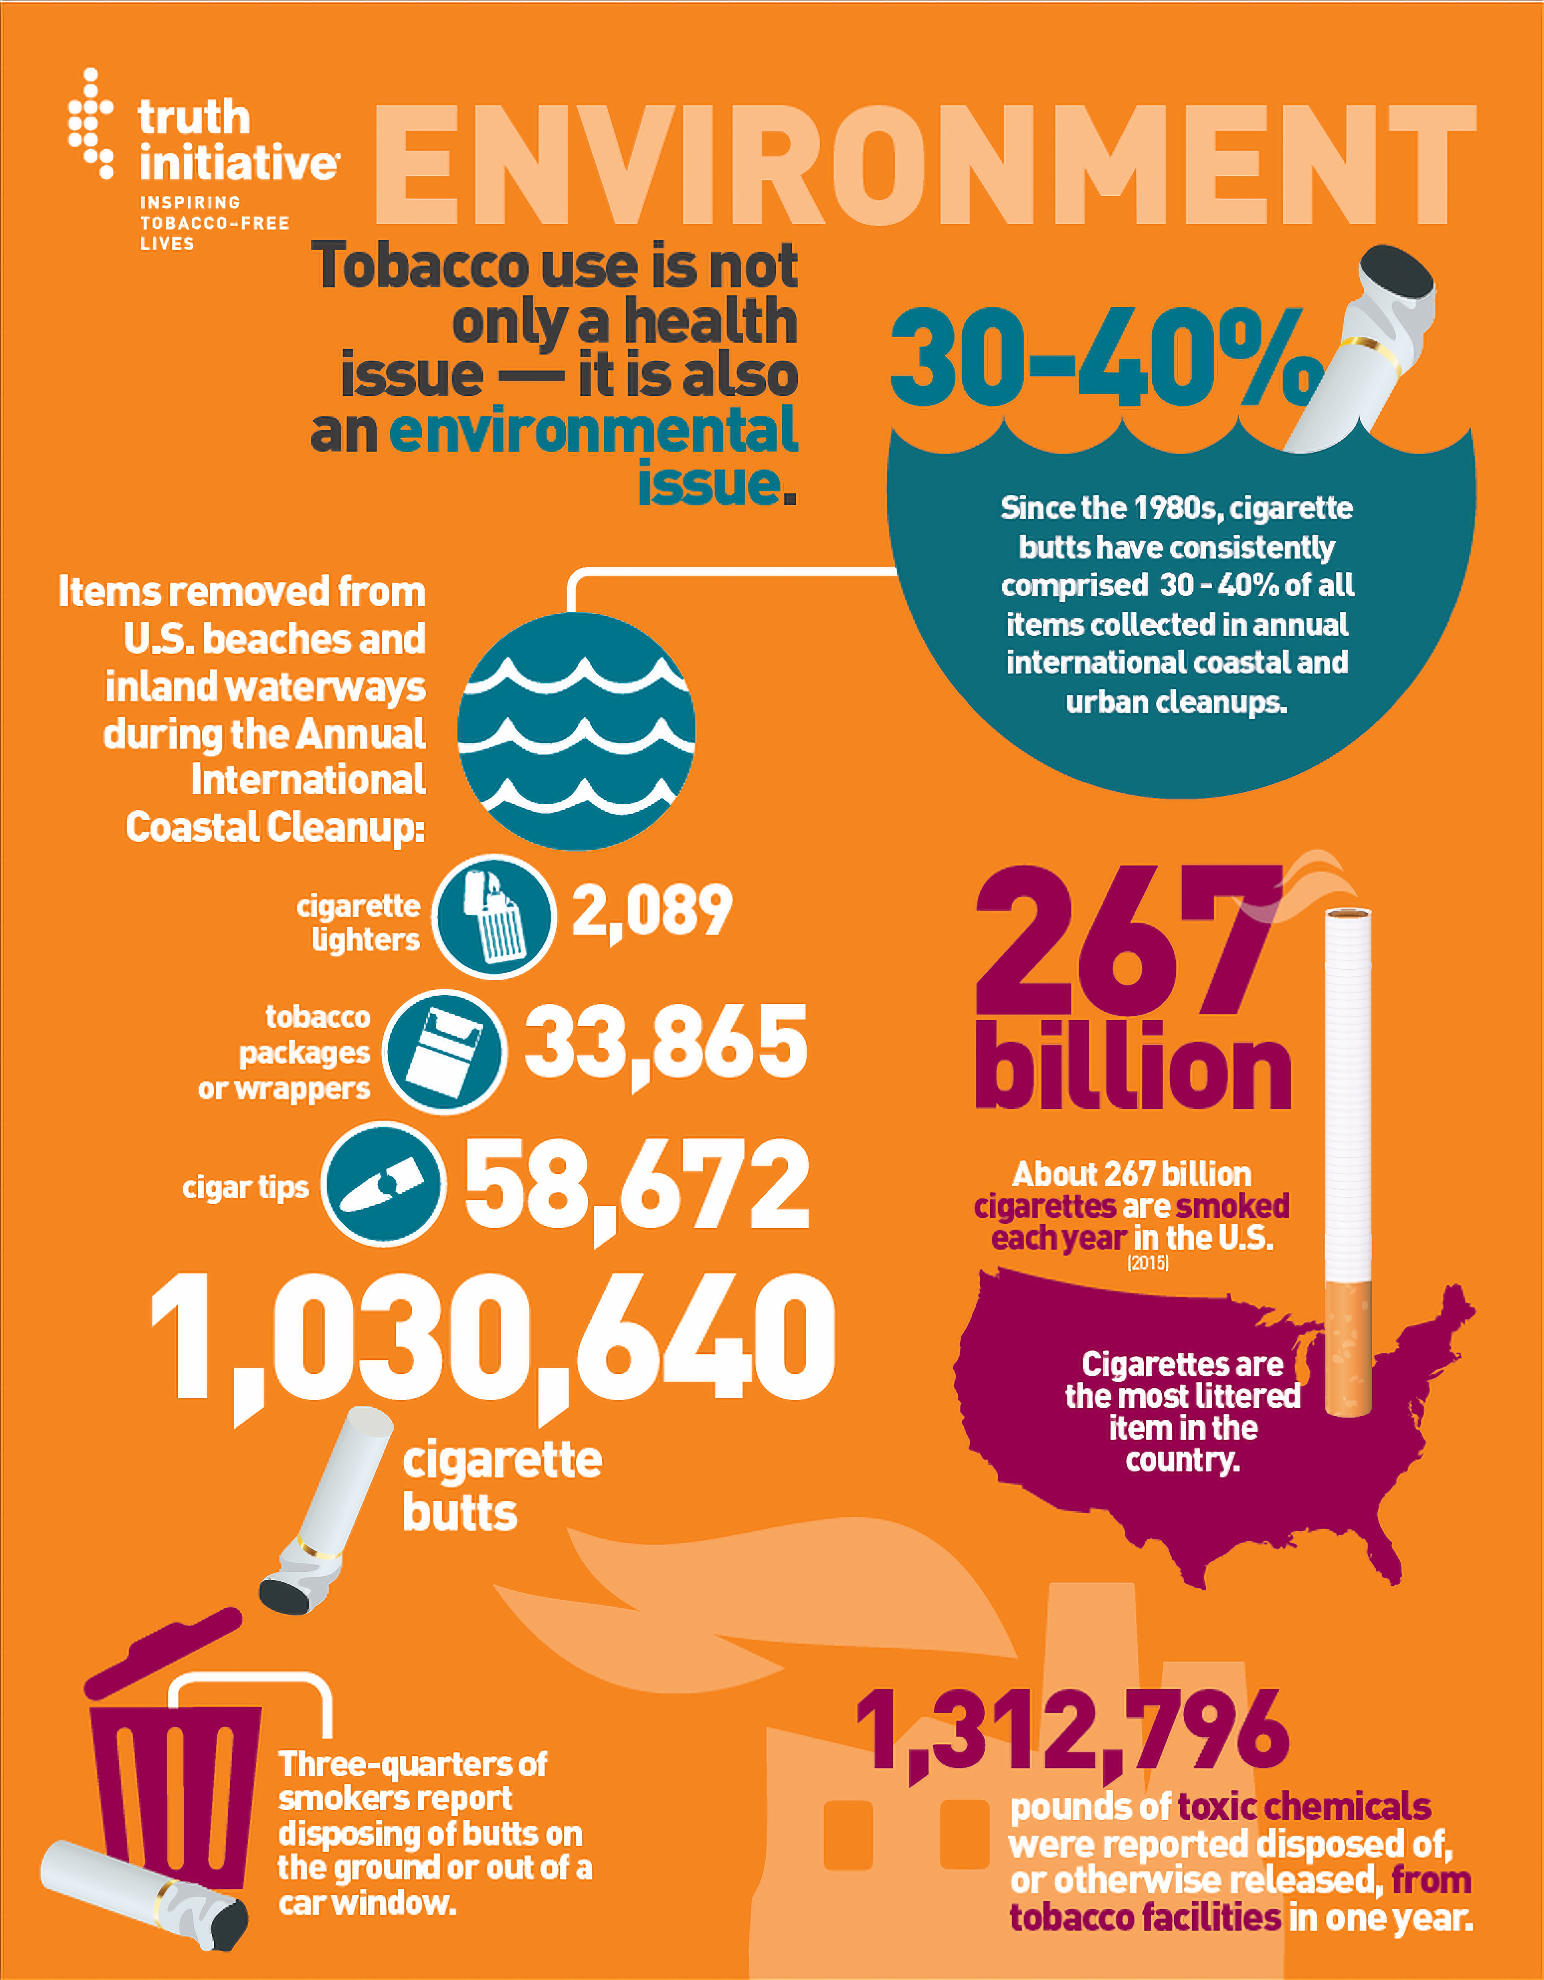 truth
initiative®
INSPIRING
TOBACCO-FREE
LIVES
ENVIRONMENT
Tobacco use is not
only a health
issue — it is also
an environmental
issue.
30-40%
Since the 1980s, cigarette
butts have consistently
comprised 30 - 40% of all
items collected in annual
international coastal and
urban cleanups.
Items removed from
U.S. beaches and
inland waterways
during the Annual
International
Coastal Cleanup:
cigarette
lighters
2,089
tobacco
packages
or wrappers
33,865
cigar tips
58,672
1,030,640
cigarette
butts
267
billion
About 267 billion
cigarettes are smoked
each year in the U.S.
(2015)
Cigarettes are
the most littered
item in the
country.
Three-quarters of
smokers report
disposing of butts on
the ground or out of a
car window.
1,312,796
pounds of toxic chemicals
were reported disposed of,
or otherwise released, from
tobacco facilities in one year.